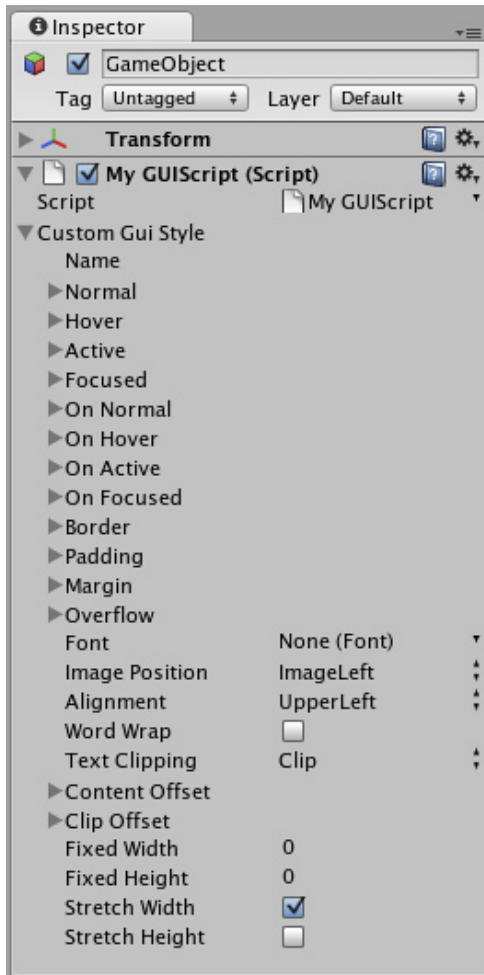 Inspector
GameObject
Tag Untagged Layer Default
Transform
My GUIScript (Script)
Script My GUIScript
Custom Gui Style
Name
Normal
Hover
Active
Focused
On Normal
On Hover
On Active
On Focused
Border
Padding
Margin
Overflow
Font None (Font)
Image Position ImageLeft
Alignment UpperLeft
Word Wrap
Text Clipping Clip
Content Offset
Clip Offset
Fixed Width 0
Fixed Height 0
Stretch Width
Stretch Height